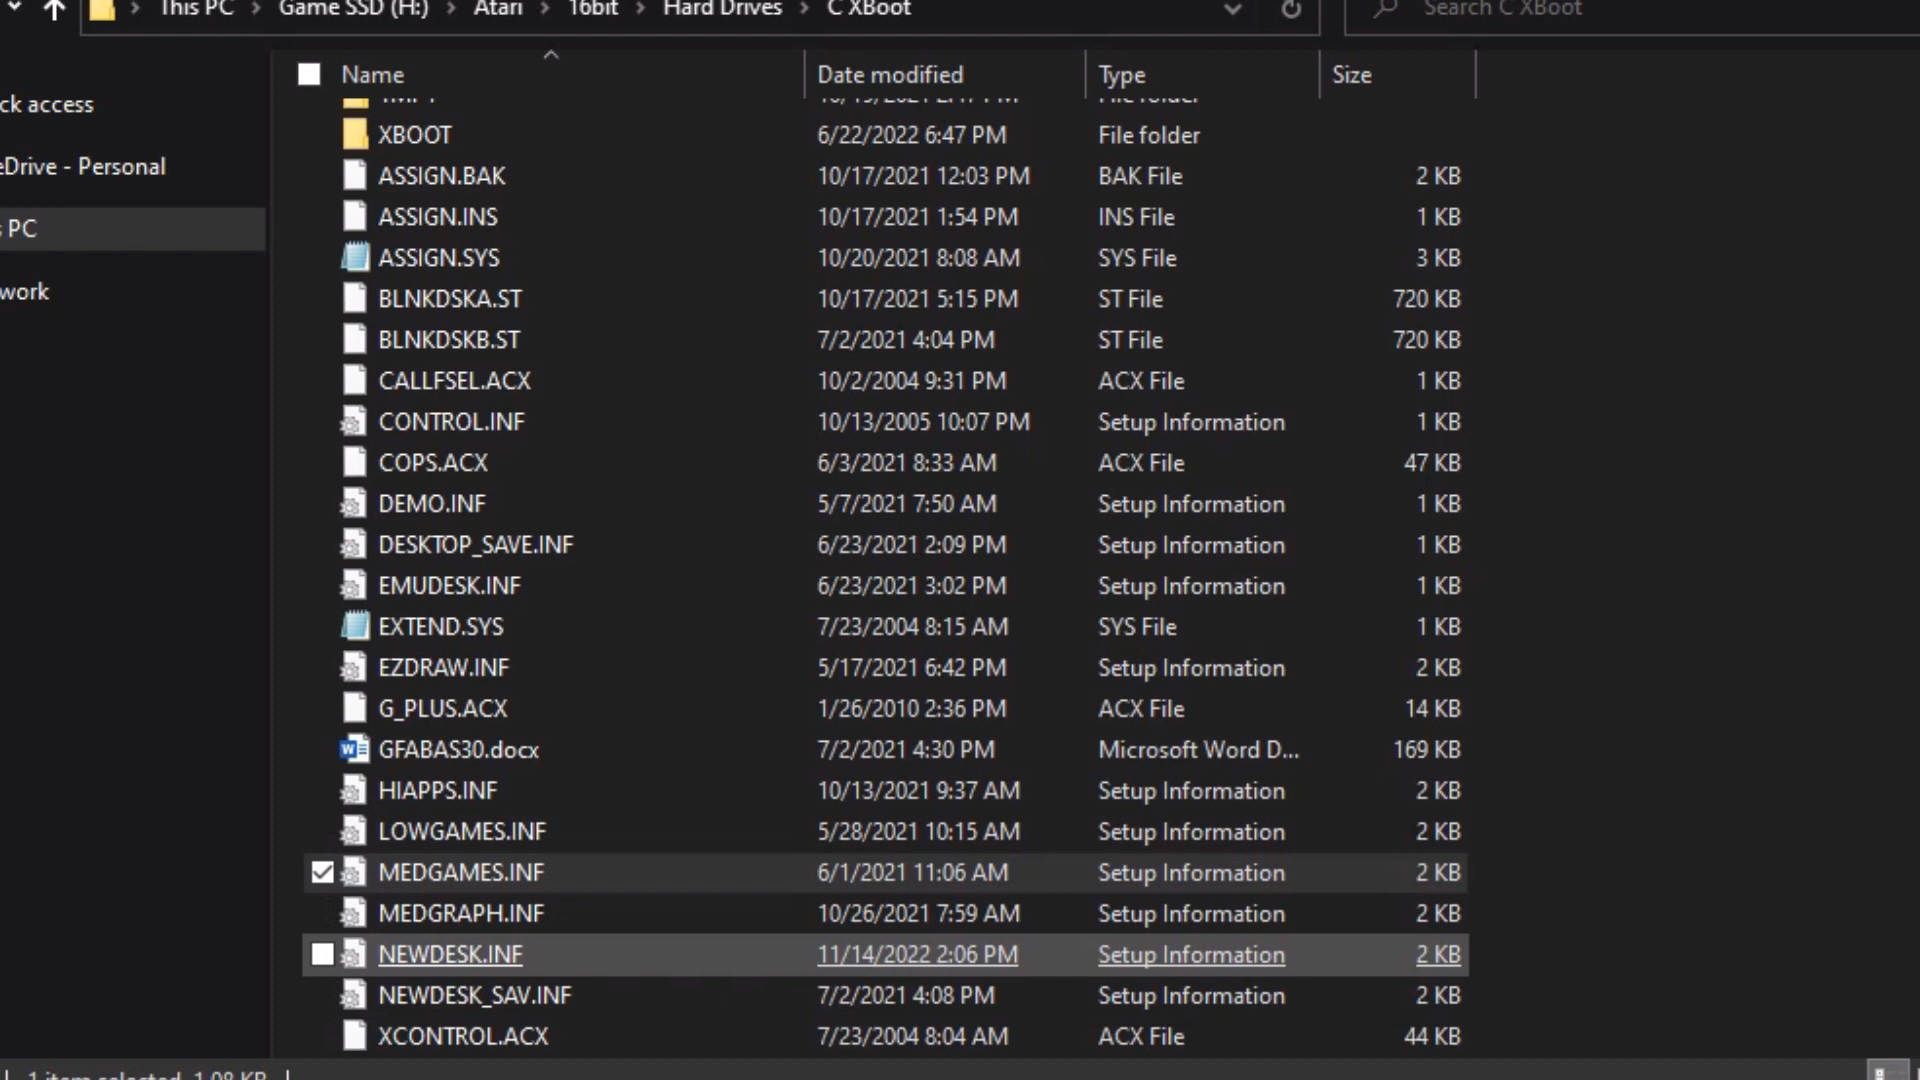 This PC > Game SSD (H:) > Atari > 16bit > Hard Drives > C XBoot
Search C XBoot
Name Date modified Type Size
ck access
eDrive - Personal
PC
work
XBOOT 6/22/2022 6:47 PM File folder
ASSIGN.BAK 10/17/2021 12:03 PM BAK File 2 KB
ASSIGN.INS 10/17/2021 1:54 PM INS File 1 KB
ASSIGN.SYS 10/20/2021 8:08 AM SYS File 3 KB
BLNKDSKA.ST 10/17/2021 5:15 PM ST File 720 KB
BLNKDSKB.ST 7/2/2021 4:04 PM ST File 720 KB
CALLFSEL.ACX 10/2/2004 9:31 PM ACX File 1 KB
CONTROL.INF 10/13/2005 10:07 PM Setup Information 1 KB
COPS.ACX 6/3/2021 8:33 AM ACX File 47 KB
DEMO.INF 5/7/2021 7:50 AM Setup Information 1 KB
DESKTOP_SAVE.INF 6/23/2021 2:09 PM Setup Information 1 KB
EMUDESK.INF 6/23/2021 3:02 PM Setup Information 1 KB
EXTEND.SYS 7/23/2004 8:15 AM SYS File 1 KB
EZDRAW.INF 5/17/2021 6:42 PM Setup Information 2 KB
G_PLUS.ACX 1/26/2010 2:36 PM ACX File 14 KB
GFABAS30.docx 7/2/2021 4:30 PM Microsoft Word D... 169 KB
HIAPPS.INF 10/13/2021 9:37 AM Setup Information 2 KB
LOWGAMES.INF 5/28/2021 10:15 AM Setup Information 2 KB
MEDGAMES.INF 6/1/2021 11:06 AM Setup Information 2 KB
MEDGRAPH.INF 10/26/2021 7:59 AM Setup Information 2 KB
NEWDESK.INF 11/14/2022 2:06 PM Setup Information 2 KB
NEWDESK_SAV.INF 7/2/2021 4:08 PM Setup Information 2 KB
XCONTROL.ACX 7/23/2004 8:04 AM ACX File 44 KB
1 item selected 1.08 KB